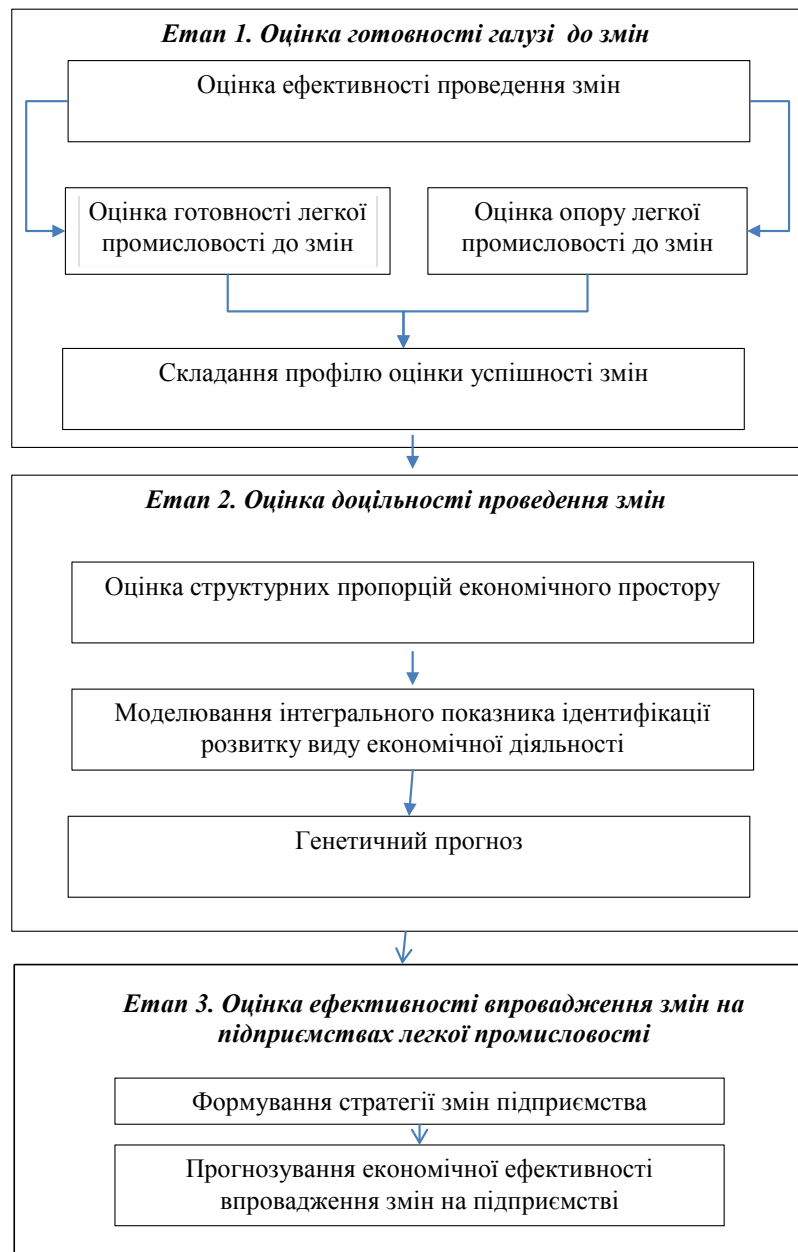 Етап 1. Оцінка готовності галузі до змін
Оцінка ефективності проведення змін
Оцінка готовності легкої
промисловості до змін
Оцінка опору легкої
промисловості до змін
Складання профілю оцінки успішності змін
Етап 2. Оцінка доцільності проведення змін
Оцінка структурних пропорцій економічного простору
Моделювання інтегрального показника ідентифікації
розвитку виду економічної діяльності
Генетичний прогноз
Етап 3. Оцінка ефективності впровадження змін на
підприємствах легкої промисловості
Формування стратегії змін підприємства
Прогнозування економічної ефективності
впровадження змін на підприємстві